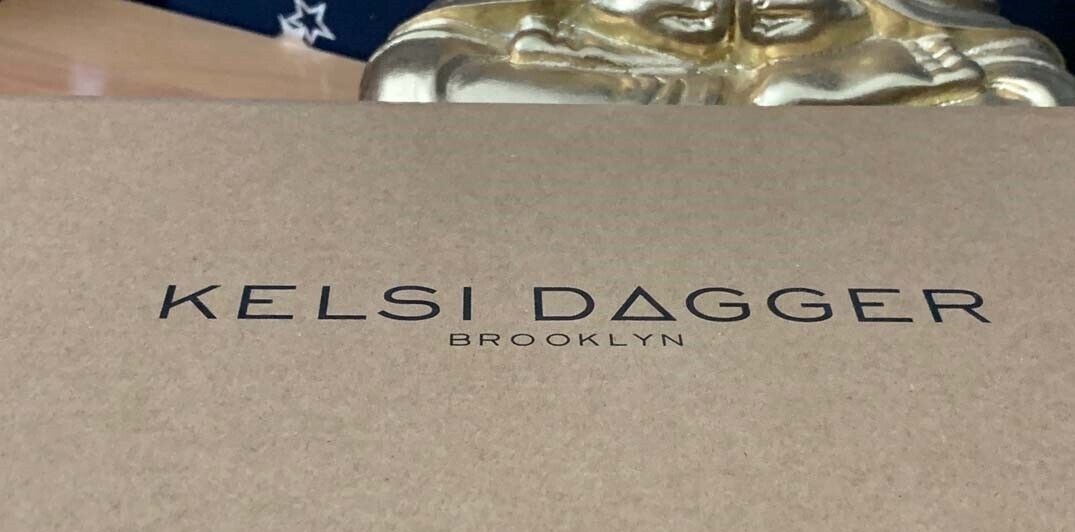 KELSI DAGGER
BROOKLYN